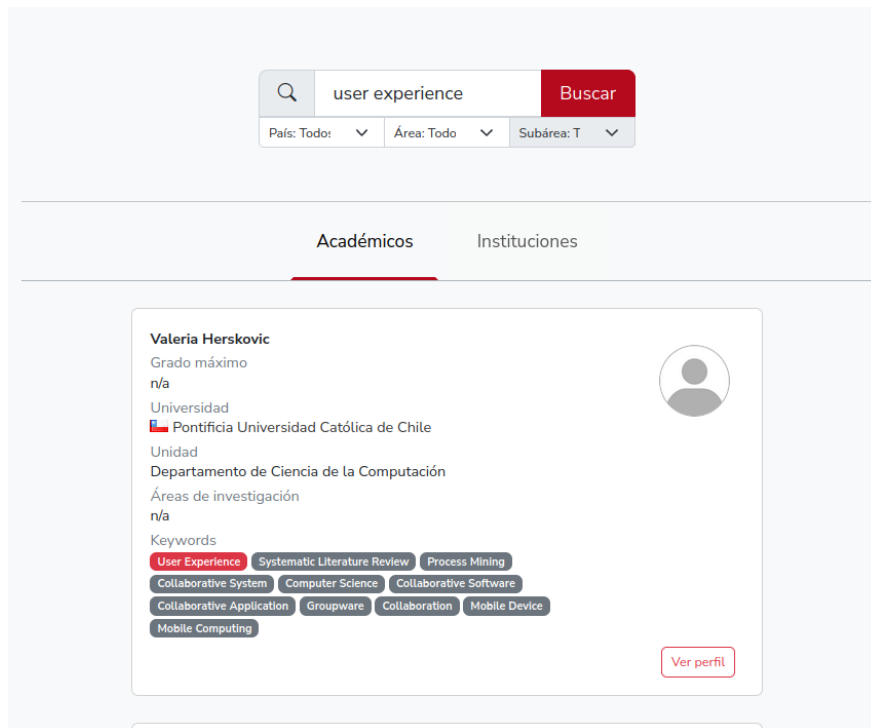 user experience Buscar
País: Todos Área: Todo Subárea: T
Académicos Instituciones
Valeria Herskovic
Grado máximo
n/a
Universidad
Pontificia Universidad Católica de Chile
Unidad
Departamento de Ciencia de la Computación
Áreas de investigación
n/a
Keywords
User Experience Systematic Literature Review Process Mining
Collaborative System Computer Science Collaborative Software
Collaborative Application Groupware Collaboration Mobile Device
Mobile Computing
Ver perfil